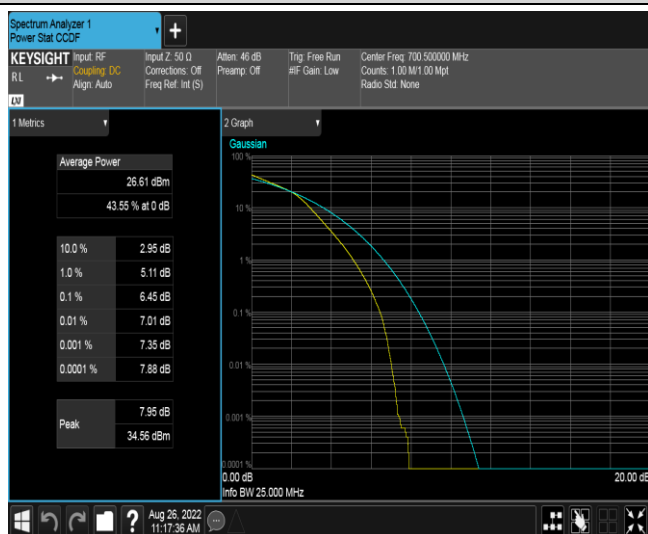 Spectrum Analyzer 1
Power Stat CCDF
+
KEYSIGHT
RL
LXI
Input: RF
Coupling: DC
Align: Auto
Input Z: 50 Ω
Corrections: Off
Freq Ref: Int (S)
Atten: 46 dB
Preamp: Off
Trig: Free Run
#IF Gain: Low
Center Freq: 700.500000 MHz
Counts: 1.00 M/1.00 Mpt
Radio Std: None
1 Metrics
Average Power
26.61 dBm
43.55 % at 0 dB
10.0 % 2.95 dB
1.0 % 5.11 dB
0.1 % 6.45 dB
0.01 % 7.01 dB
0.001 % 7.35 dB
0.0001 % 7.88 dB
Peak 7.95 dB
34.56 dBm
2 Graph
Gaussian
100 %
10 %
1 %
0.1 %
0.01 %
0.001 %
0.0001 %
0.00 dB 20.00 dB
Info BW 25.000 MHz
? Aug 26, 2022
11:17:36 AM